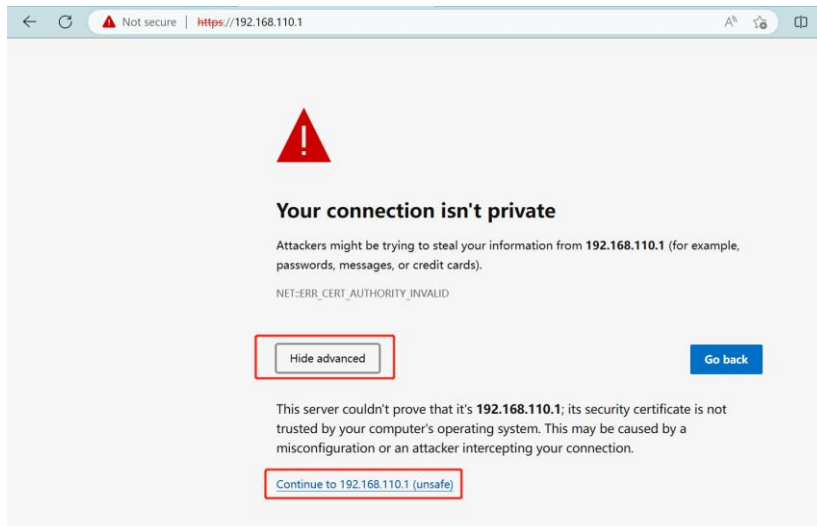 Not secure | https://192.168.110.1
Your connection isn't private
Attackers might be trying to steal your information from 192.168.110.1 (for example,
passwords, messages, or credit cards).
NET::ERR_CERT_AUTHORITY_INVALID
Hide advanced
Go back
This server couldn't prove that it's 192.168.110.1; its security certificate is not
trusted by your computer's operating system. This may be caused by a
misconfiguration or an attacker intercepting your connection.
Continue to 192.168.110.1 (unsafe)